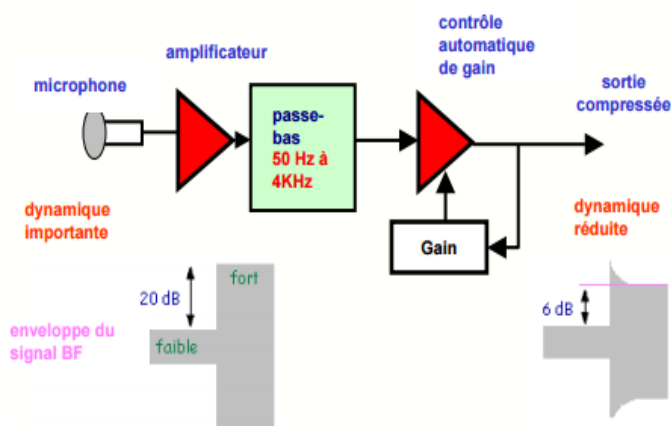 contrôle
automatique
de gain
amplificateur
microphone
sortie
compressée
passe-
bas
50 Hz à
4KHz
dynamique
importante
Gain
dynamique
réduite
20 dB
fort
6 dB
enveloppe du
signal BF
faible